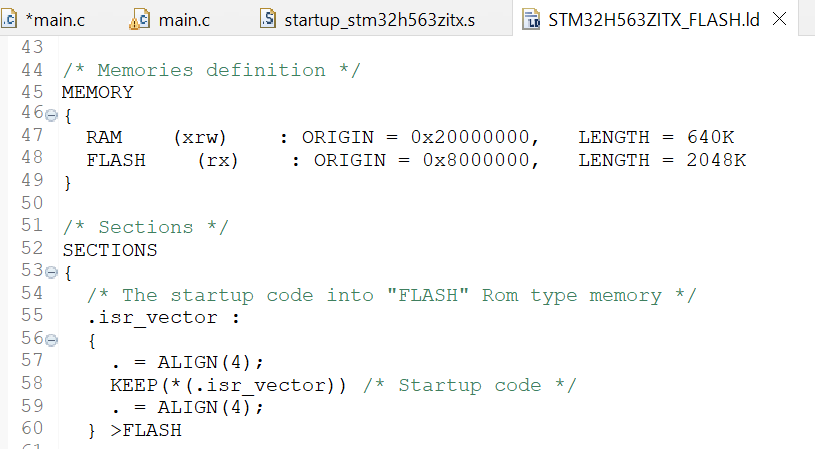 *main.c main.c startup_stm32h563zitx.s STM32H563ZITX_FLASH.ld
43
44 /* Memories definition */
45 MEMORY
46 {
47 RAM (xrw) : ORIGIN = 0x20000000, LENGTH = 640K
48 FLASH (rx) : ORIGIN = 0x8000000, LENGTH = 2048K
49 }
50
51 /* Sections */
52 SECTIONS
53 {
54 /* The startup code into "FLASH" Rom type memory */
55 .isr_vector :
56 {
57 . = ALIGN(4);
58 KEEP(*(.isr_vector)) /* Startup code */
59 . = ALIGN(4);
60 } >FLASH